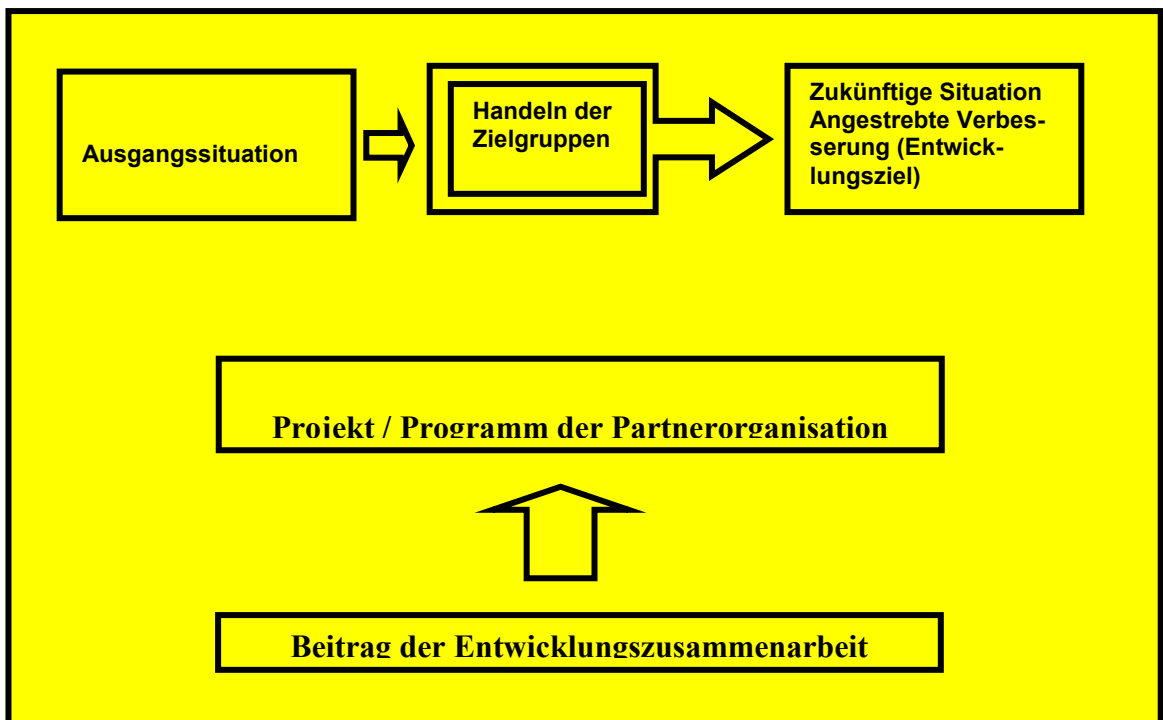 Ausgangssituation
Handeln der
Zielgruppen
Zukünftige Situation
Angestrebte Verbes-
serung (Entwick-
lungsziel)
Projekt / Programm der Partnerorganisation
Beitrag der Entwicklungszusammenarbeit